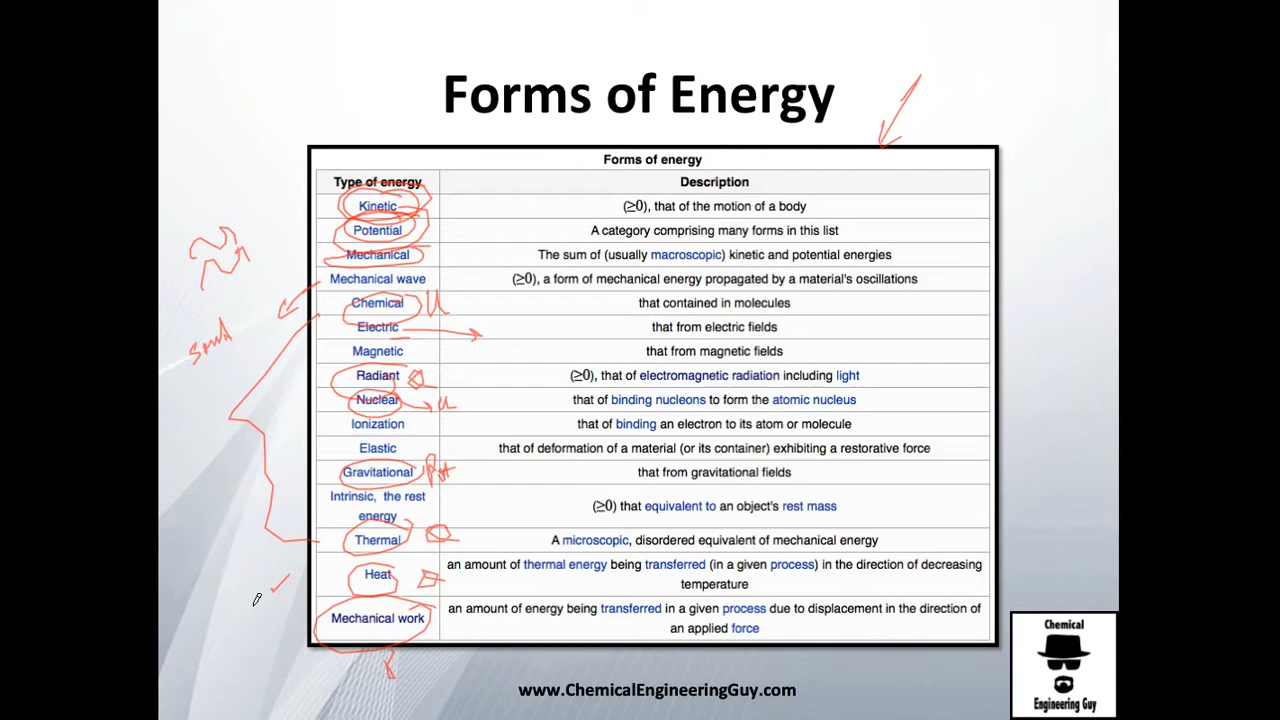 Forms of Energy
Forms of energy
Type of energy Description
Kinetic (≥0), that of the motion of a body
Potential A category comprising many forms in this list
Mechanical The sum of (usually macroscopic) kinetic and potential energies
Mechanical wave (≥0), a form of mechanical energy propagated by a material's oscillations
Chemical U that contained in molecules
Electric that from electric fields
Magnetic that from magnetic fields
Radiant Q (≥0), that of electromagnetic radiation including light
Nuclear u that of binding nucleons to form the atomic nucleus
Ionization that of binding an electron to its atom or molecule
Elastic that of deformation of a material (or its container) exhibiting a restorative force
Gravitational Pot that from gravitational fields
Intrinsic, the rest
energy (≥0) that equivalent to an object's rest mass
Thermal Q A microscopic, disordered equivalent of mechanical energy
Heat an amount of thermal energy being transferred (in a given process) in the direction of decreasing
temperature
Mechanical work an amount of energy being transferred in a given process due to displacement in the direction of
an applied force
www.ChemicalEngineeringGuy.com
Chemical
Engineering Guy